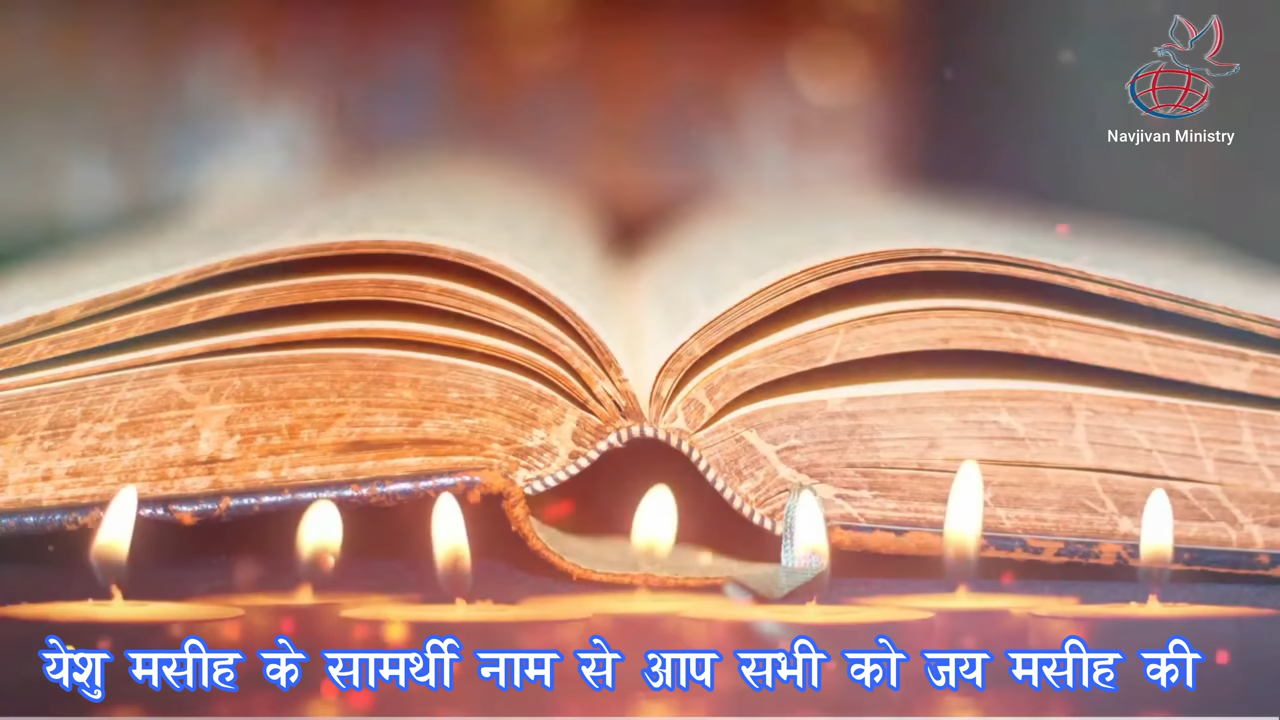 Navjivan Ministry
येशु मसीह के सामर्थी नाम से आप सभी को जय मसीह की